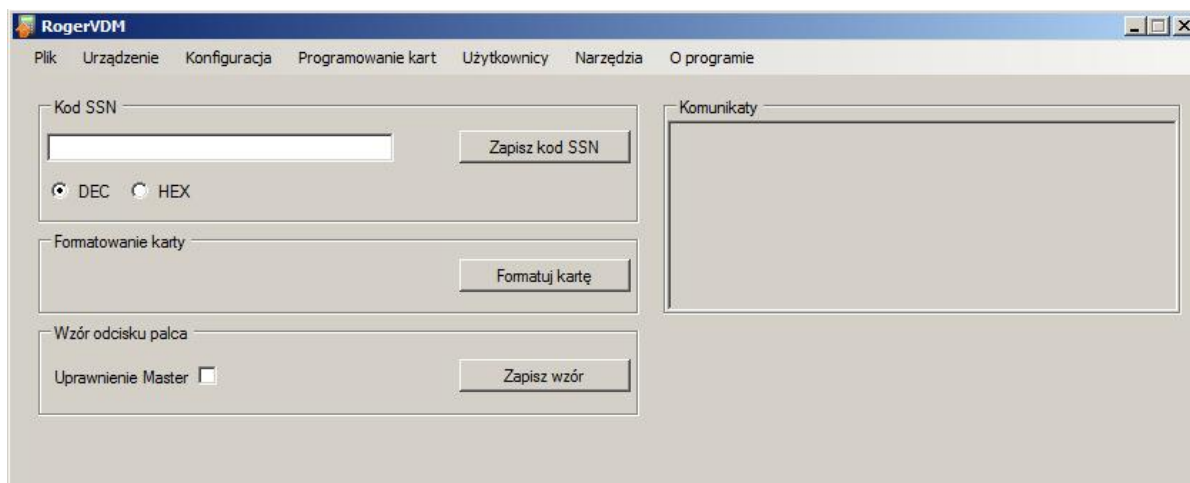 RogerVDM
Plik Urządzenie Konfiguracja Programowanie kart Użytkownicy Narzędzia O programie
Kod SSN
Zapisz kod SSN
DEC HEX
Formatowanie karty
Formatuj kartę
Wzór odcisku palca
Uprawnienie Master
Zapisz wzór
Komunikaty